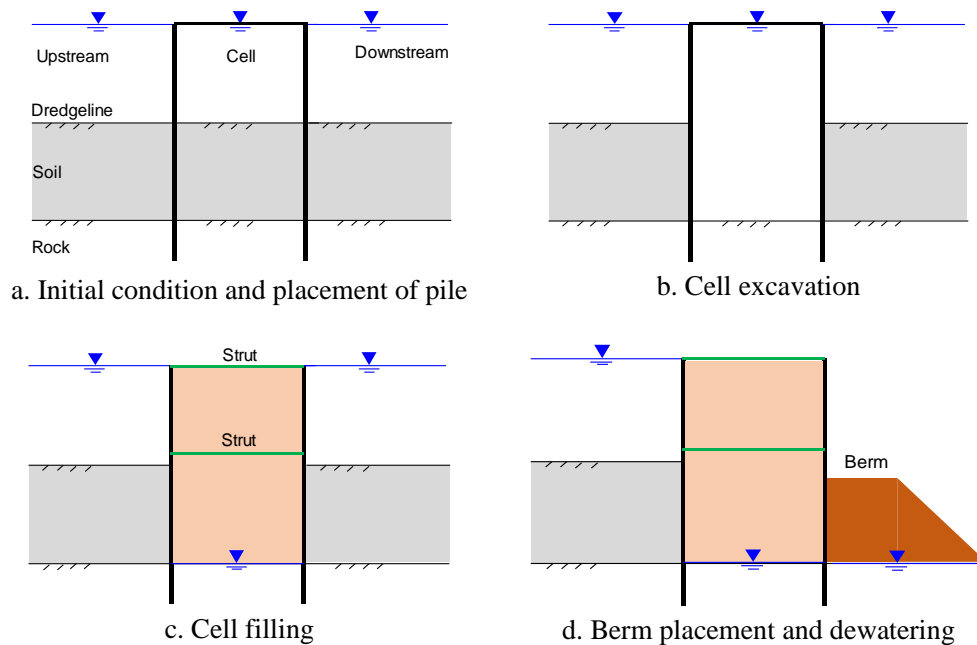 Upstream
Cell
Downstream
Dredgeline
Soil
Rock
a. Initial condition and placement of pile
b. Cell excavation
Strut
Strut
c. Cell filling
Berm
d. Berm placement and dewatering